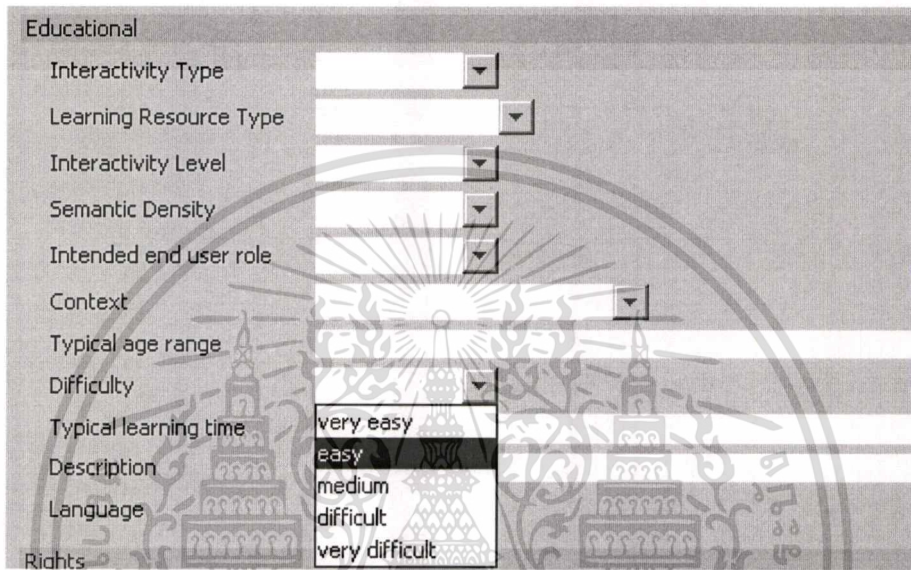 Educational
Interactivity Type
Learning Resource Type
Interactivity Level
Semantic Density
Intended end user role
Context
Typical age range
Difficulty
Typical learning time
very easy
Description
easy
medium
Language
difficult
very difficult
Rights